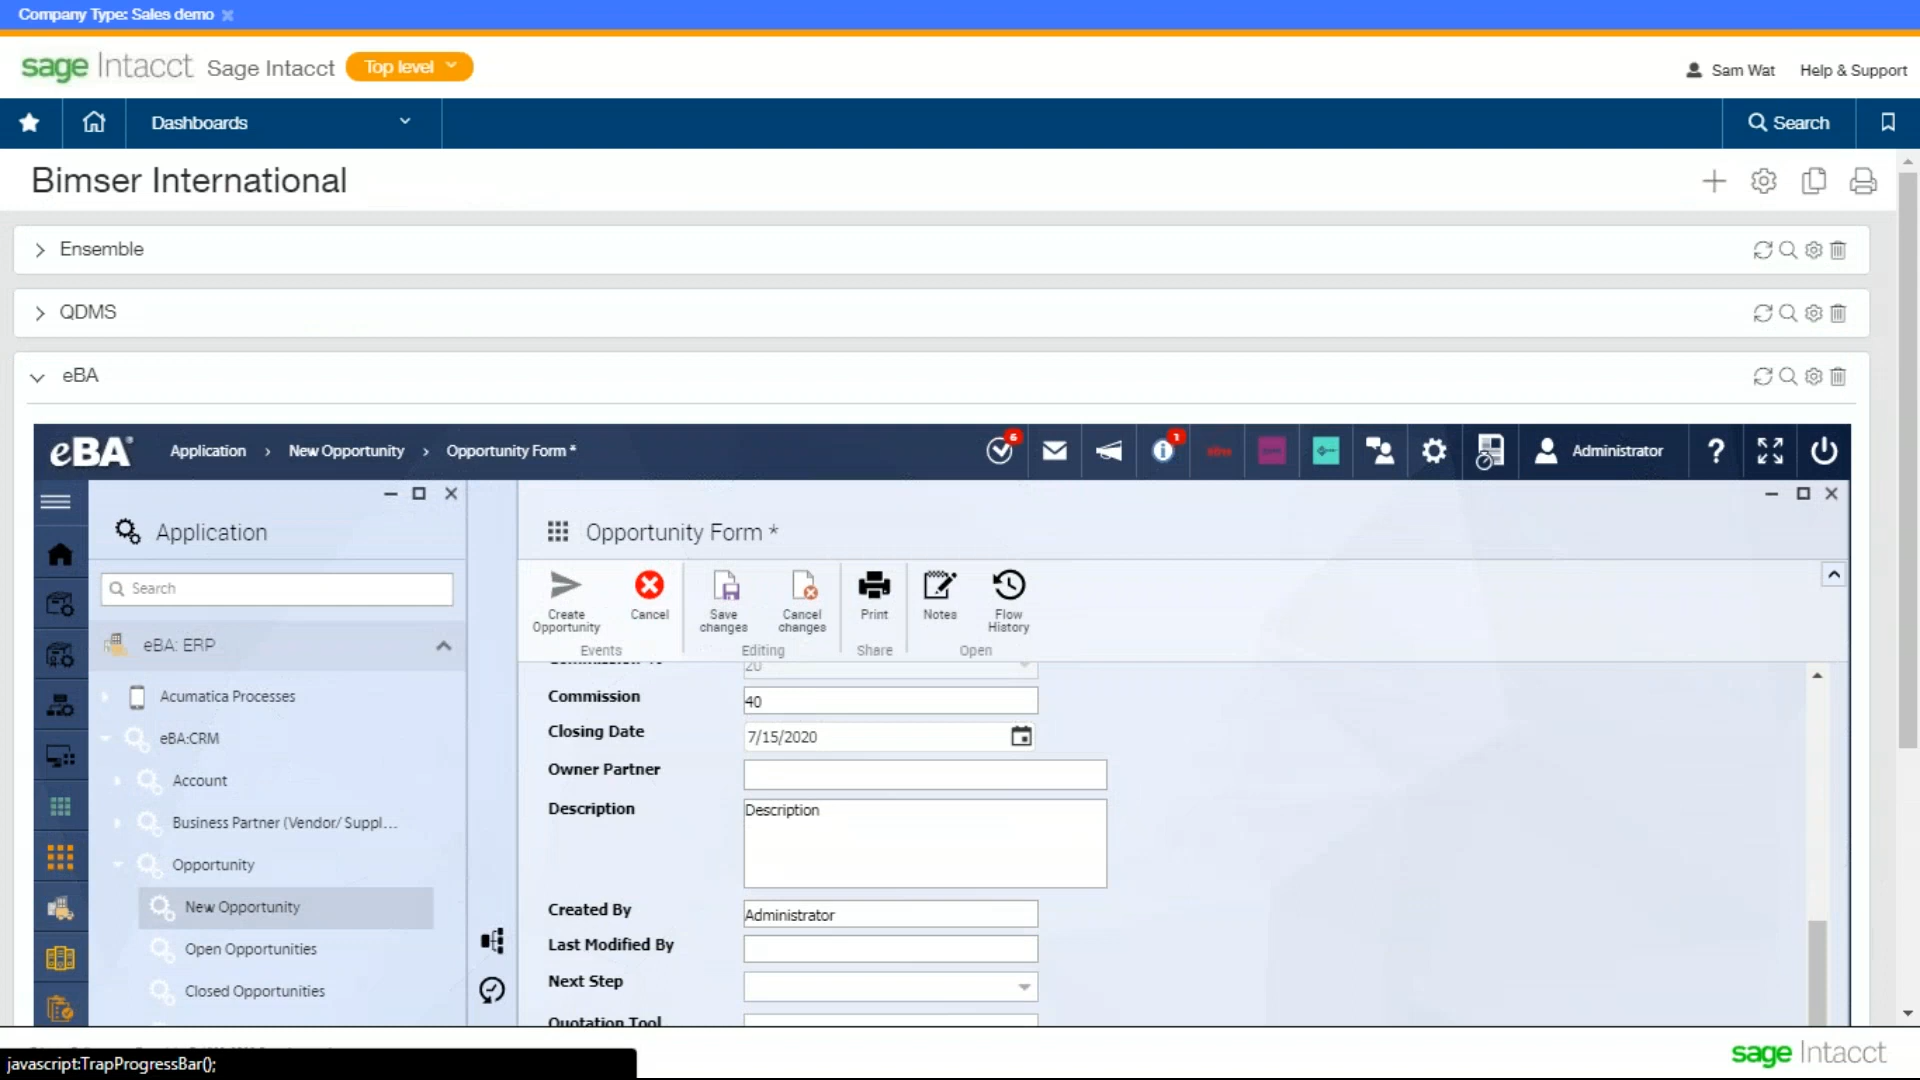 Company Type: Sales demo
sage Intacct Sage Intacct Top level
Sam Wat Help & Support
Dashboards
Search
Bimser International
Ensemble
QDMS
eBA
eBA Application > New Opportunity > Opportunity Form *
6
1
Administrator ?
Application
Search
eBA: ERP
Acumatica Processes
eBA:CRM
Account
Business Partner (Vendor/ Suppl...
Opportunity
New Opportunity
Open Opportunities
Closed Opportunities
Opportunity Form *
Create Opportunity
Cancel
Save changes
Cancel changes
Print
Notes
Flow History
Events
Editing
Share
Open
20
Commission
40
Closing Date
7/15/2020
Owner Partner
Description
Description
Created By
Administrator
Last Modified By
Next Step
Quotation Tool
javascript:TrapProgressBar();
sage Intacct